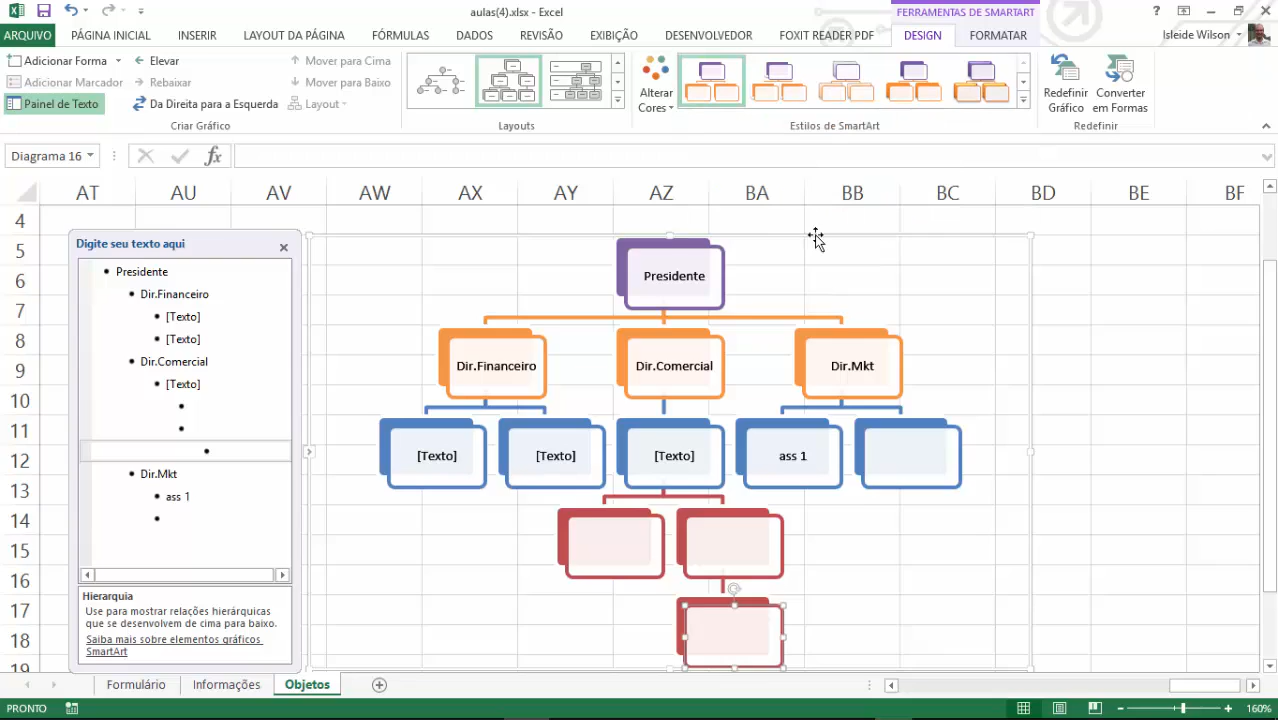 aulas(4).xlsx - Excel
FERRAMENTAS DE SMARTART
ARQUIVO PÁGINA INICIAL INSERIR LAYOUT DA PÁGINA FÓRMULAS DADOS REVISÃO EXIBIÇÃO DESENVOLVEDOR FOXIT READER PDF DESIGN FORMATAR Isleide Wilson
Adicionar Forma Elevar Mover para Cima
Adicionar Marcador Rebaixar Mover para Baixo
Painel de Texto Da Direita para a Esquerda Layout
Alterar Cores
Redefinir Gráfico
Converter em Formas
Criar Gráfico Layouts Estilos de SmartArt Redefinir
Diagrama 16 fx
AT AU AV AW AX AY AZ BA BB BC BD BE BF
4
5
6
7
8
9
10
11
12
13
14
15
16
17
18
19
Digite seu texto aqui
Presidente
Dir.Financeiro
[Texto]
[Texto]
Dir.Comercial
[Texto]
Dir.Mkt
ass 1
Hierarquia
Use para mostrar relações hierárquicas
que se desenvolvem de cima para baixo.
Saiba mais sobre elementos gráficos
SmartArt
Presidente
Dir.Financeiro Dir.Comercial Dir.Mkt
[Texto] [Texto] [Texto] ass 1
Formulário Informações Objetos
PRONTO 160%